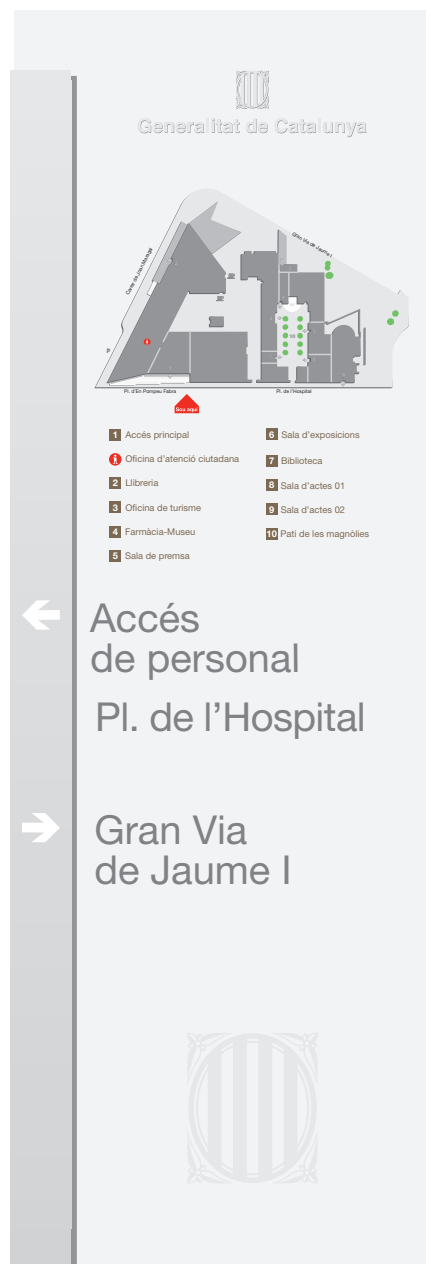 Generalitat de Catalunya
Gran Via de Jaume I
Carrer de Joan Maragall
Pl. d'En Pompeu Fabra
Pl. de l'Hospital
Sou aquí
1 Accés principal
Oficina d'atenció ciutadana
2 Llibreria
3 Oficina de turisme
4 Farmàcia-Museu
5 Sala de premsa
6 Sala d'exposicions
7 Biblioteca
8 Sala d'actes 01
9 Sala d'actes 02
10 Pati de les magnòlies
Accés
de personal
Pl. de l'Hospital
Gran Via
de Jaume I